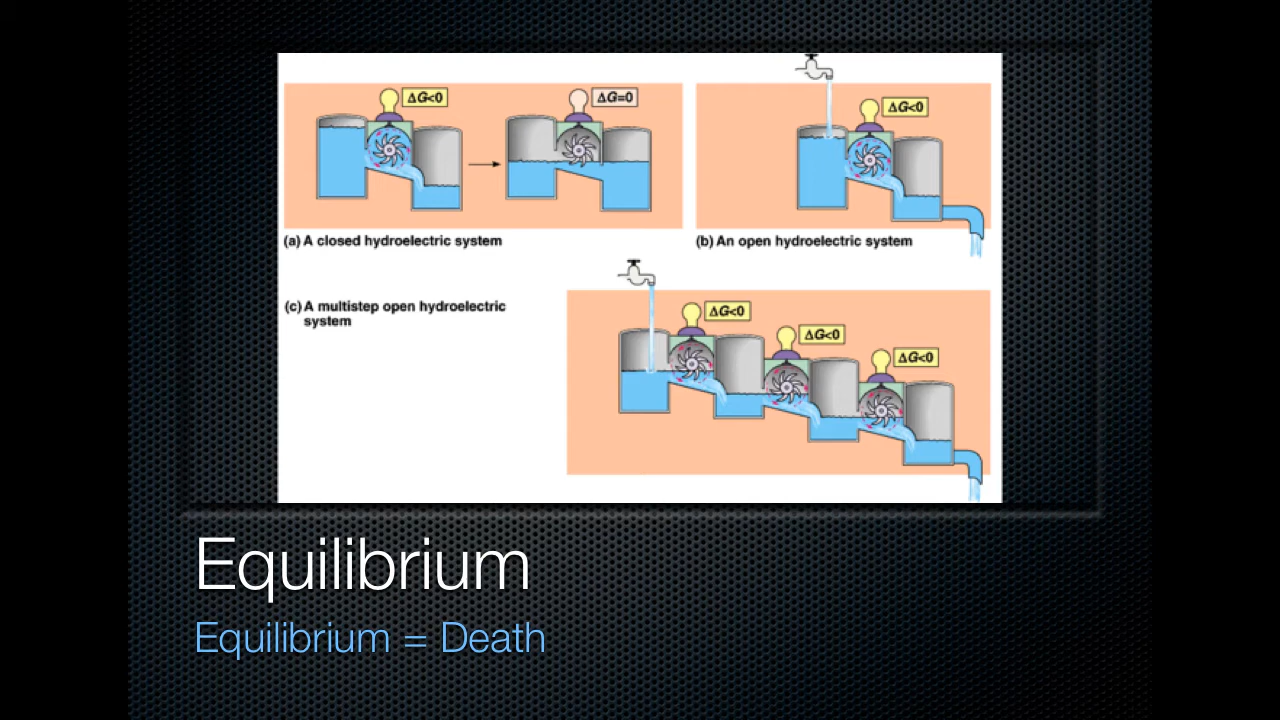 ΔG<0
ΔG=0
ΔG<0
(a) A closed hydroelectric system
(b) An open hydroelectric system
(c) A multistep open hydroelectric
system
ΔG<0
ΔG<0
ΔG<0
Equilibrium
Equilibrium = Death